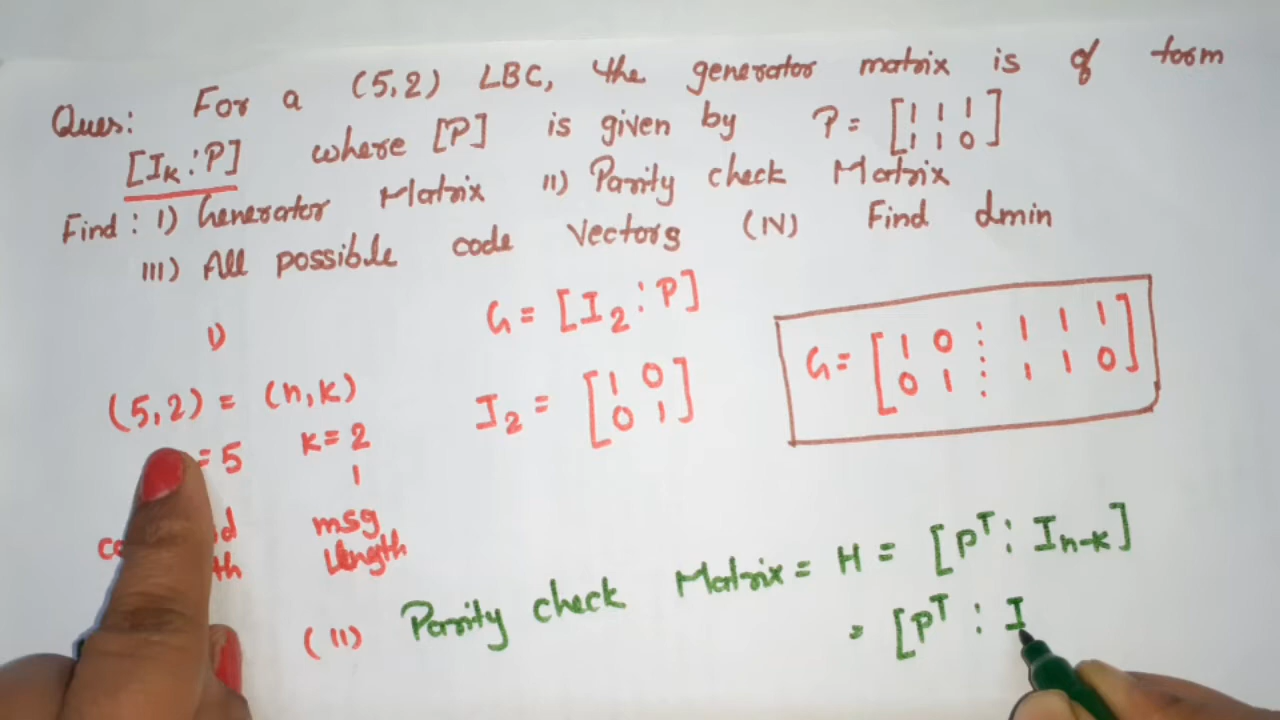 Ques: For a (5,2) LBC, the generator matrix is of form
[Ik : P] where [P] is given by P = [1 1 1
1 1 0]
Find : i) Generator Matrix ii) Parity check Matrix
iii) All possible code vectors (iv) Find dmin
i)
G = [I2 : P]
G = [1 0 : 1 1 1
0 1 : 1 1 0]
(5,2) = (n,k)
I2 = [1 0
0 1]
=5 k=2
msg
length
(ii) Parity check Matrix = H = [P^T : In-k]
= [P^T : I